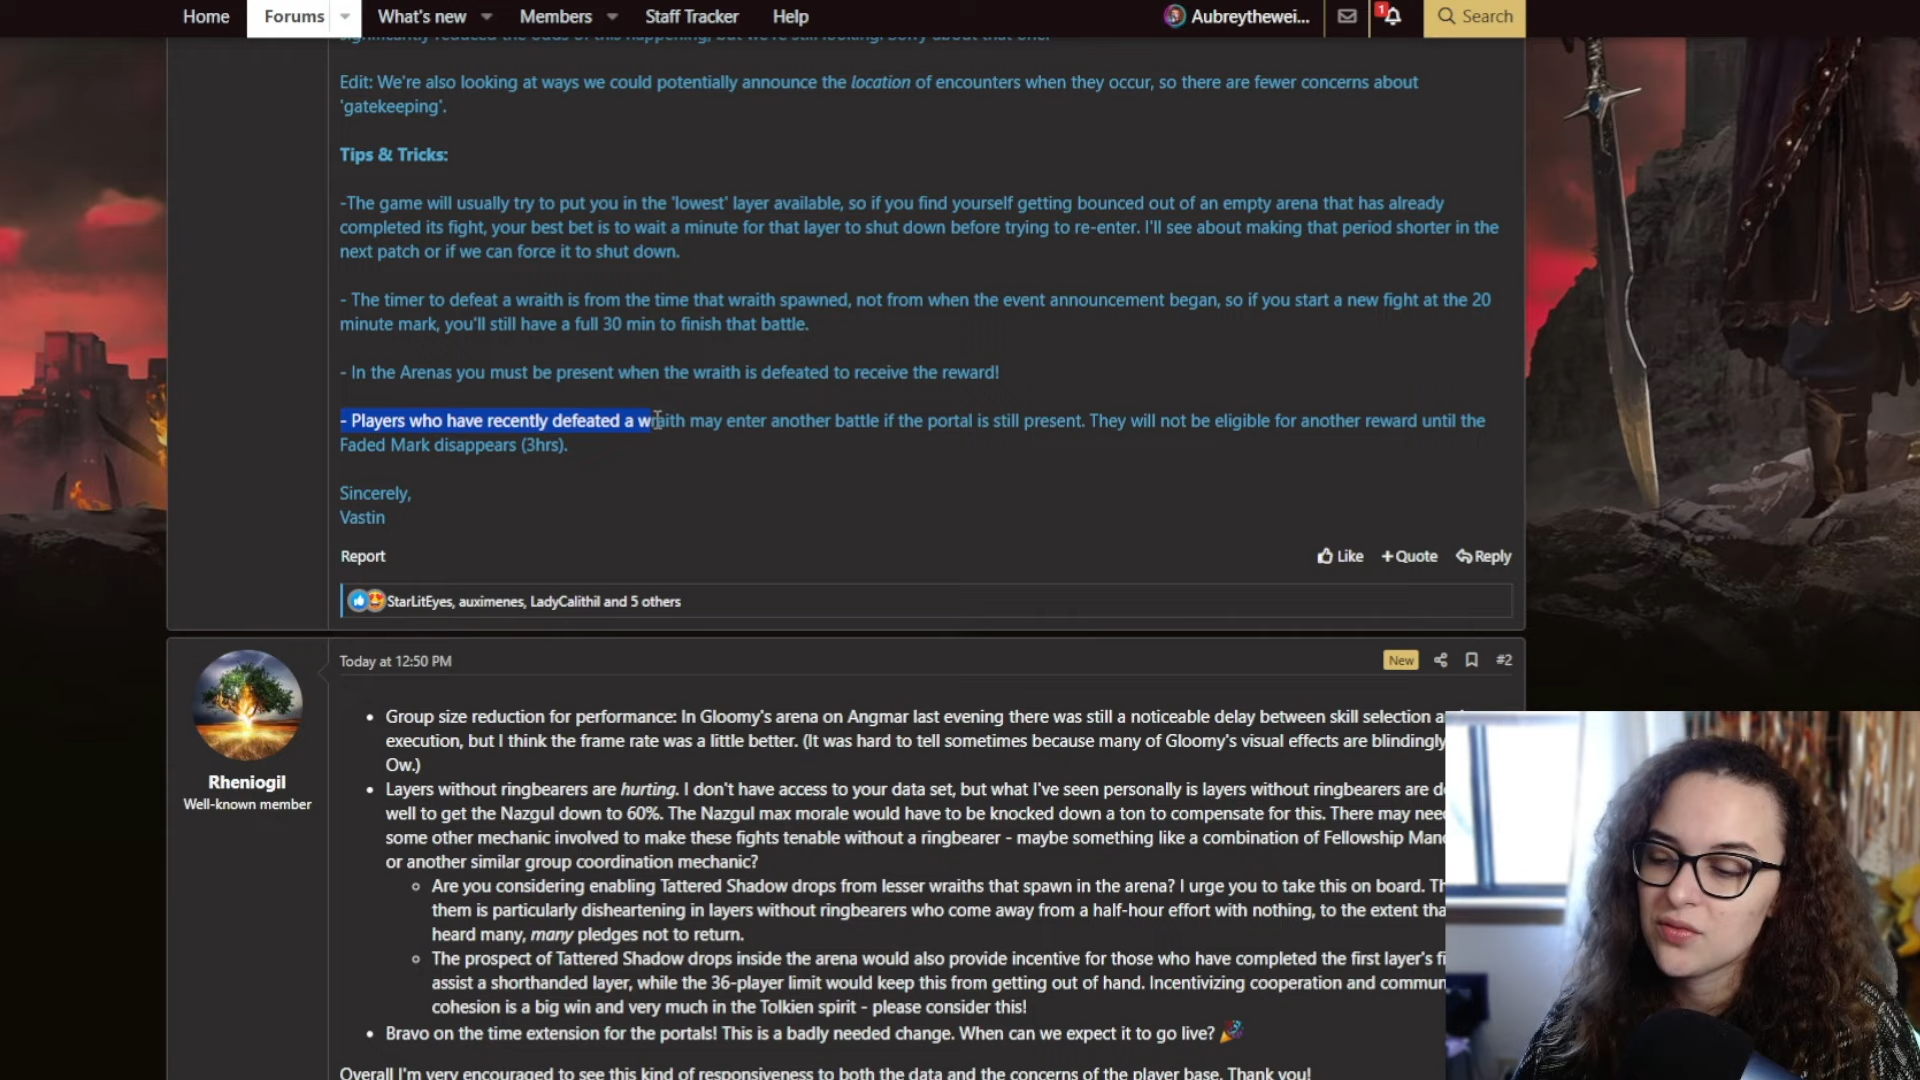 Home Forums What's new Members Staff Tracker Help Aubreythewei... 1 Search
significantly reduced the odds of this happening, but we're still looking. Sorry about that one!
Edit: We're also looking at ways we could potentially announce the location of encounters when they occur, so there are fewer concerns about
'gatekeeping'.
Tips & Tricks:
-The game will usually try to put you in the 'lowest' layer available, so if you find yourself getting bounced out of an empty arena that has already
completed its fight, your best bet is to wait a minute for that layer to shut down before trying to re-enter. I'll see about making that period shorter in the
next patch or if we can force it to shut down.
- The timer to defeat a wraith is from the time that wraith spawned, not from when the event announcement began, so if you start a new fight at the 20
minute mark, you'll still have a full 30 min to finish that battle.
- In the Arenas you must be present when the wraith is defeated to receive the reward!
- Players who have recently defeated a wraith may enter another battle if the portal is still present. They will not be eligible for another reward until the
Faded Mark disappears (3hrs).
Sincerely,
Vastin
Report Like +Quote Reply
StarLitEyes, auximenes, LadyCalithil and 5 others
Today at 12:50 PM New #2
Rheniogil
Well-known member
• Group size reduction for performance: In Gloomy's arena on Angmar last evening there was still a noticeable delay between skill selection
execution, but I think the frame rate was a little better. (It was hard to tell sometimes because many of Gloomy's visual effects are blindingly
Ow.)
• Layers without ringbearers are hurting. I don't have access to your data set, but what I've seen personally is layers without ringbearers are
well to get the Nazgul down to 60%. The Nazgul max morale would have to be knocked down a ton to compensate for this. There may
some other mechanic involved to make these fights tenable without a ringbearer - maybe something like a combination of Fellowship
or another similar group coordination mechanic?
Are you considering enabling Tattered Shadow drops from lesser wraiths that spawn in the arena? I urge you to take this on board.
them is particularly disheartening in layers without ringbearers who come away from a half-hour effort with nothing, to the extent
heard many, many pledges not to return.
The prospect of Tattered Shadow drops inside the arena would also provide incentive for those who have completed the first layer's
assist a shorthanded layer, while the 36-player limit would keep this from getting out of hand. Incentivizing cooperation and
cohesion is a big win and very much in the Tolkien spirit - please consider this!
• Bravo on the time extension for the portals! This is a badly needed change. When can we expect it to go live?
Overall I'm very encouraged to see this kind of responsiveness to both the data and the concerns of the player base. Thank you!